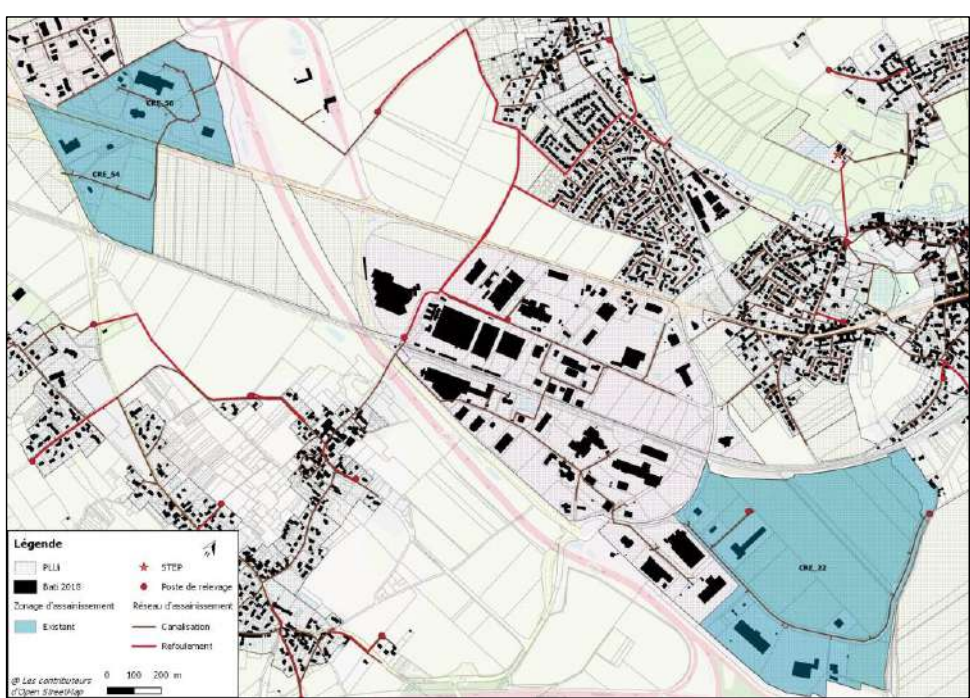 CRE_50
CRE_54
CRE_22
Légende
PLUi
Bati 2018
Zonage d'assainissement
Existant
STEP
Poste de relevage
Réseau d'assainissement
Canalisation
Refoulement
@ Les contributeurs
d'Open StreetMap
0 100 200 m